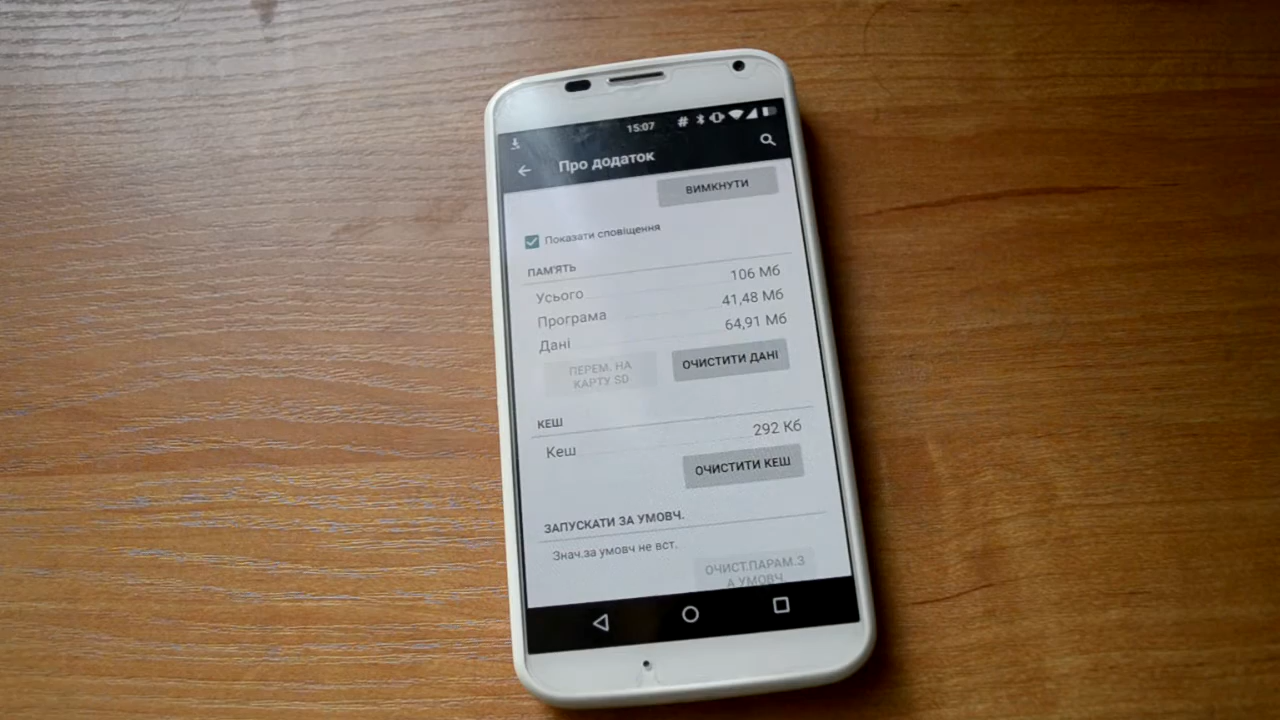 15:07
Про додаток
ВИМКНУТИ
Показати сповіщення
ПАМ'ЯТЬ
Усього 106 Мб
Програма 41,48 Мб
Дані 64,91 Мб
ПЕРЕМ. НА
КАРТУ SD
ОЧИСТИТИ ДАНІ
КЕШ
Кеш 292 Кб
ОЧИСТИТИ КЕШ
ЗАПУСКАТИ ЗА УМОВЧ.
Знач.за умовч не вст.
ОЧИСТ.ПАРАМ.З
А УМОВЧ.